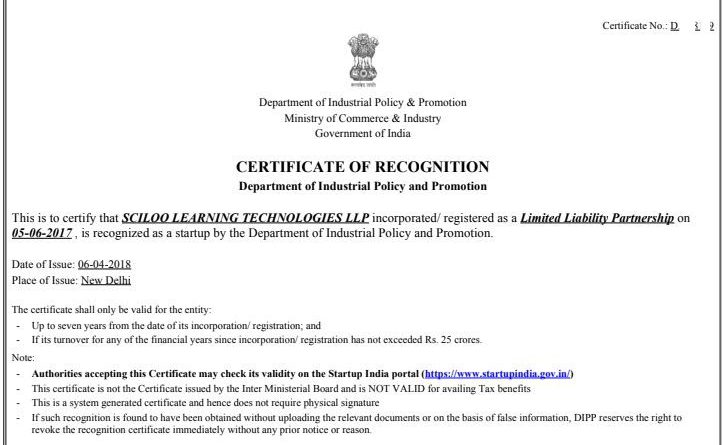 Certificate No.: D
Department of Industrial Policy & Promotion
Ministry of Commerce & Industry
Government of India
CERTIFICATE OF RECOGNITION
Department of Industrial Policy and Promotion
This is to certify that SCILOO LEARNING TECHNOLOGIES LLP incorporated/ registered as a Limited Liability Partnership on
05-06-2017 , is recognized as a startup by the Department of Industrial Policy and Promotion.
Date of Issue: 06-04-2018
Place of Issue: New Delhi
The certificate shall only be valid for the entity:
- Up to seven years from the date of its incorporation/ registration; and
- If its turnover for any of the financial years since incorporation/ registration has not exceeded Rs. 25 crores.
Note:
- Authorities accepting this Certificate may check its validity on the Startup India portal (https://www.startupindia.gov.in/)
- This certificate is not the Certificate issued by the Inter Ministerial Board and is NOT VALID for availing Tax benefits
- This is a system generated certificate and hence does not require physical signature
- If such recognition is found to have been obtained without uploading the relevant documents or on the basis of false information, DIPP reserves the right to
revoke the recognition certificate immediately without any prior notice or reason.